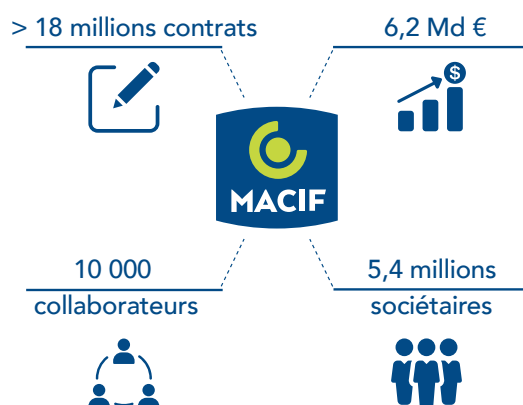 > 18 millions contrats
6,2 Md €
$
MACIF
10 000
collaborateurs
5,4 millions
sociétaires